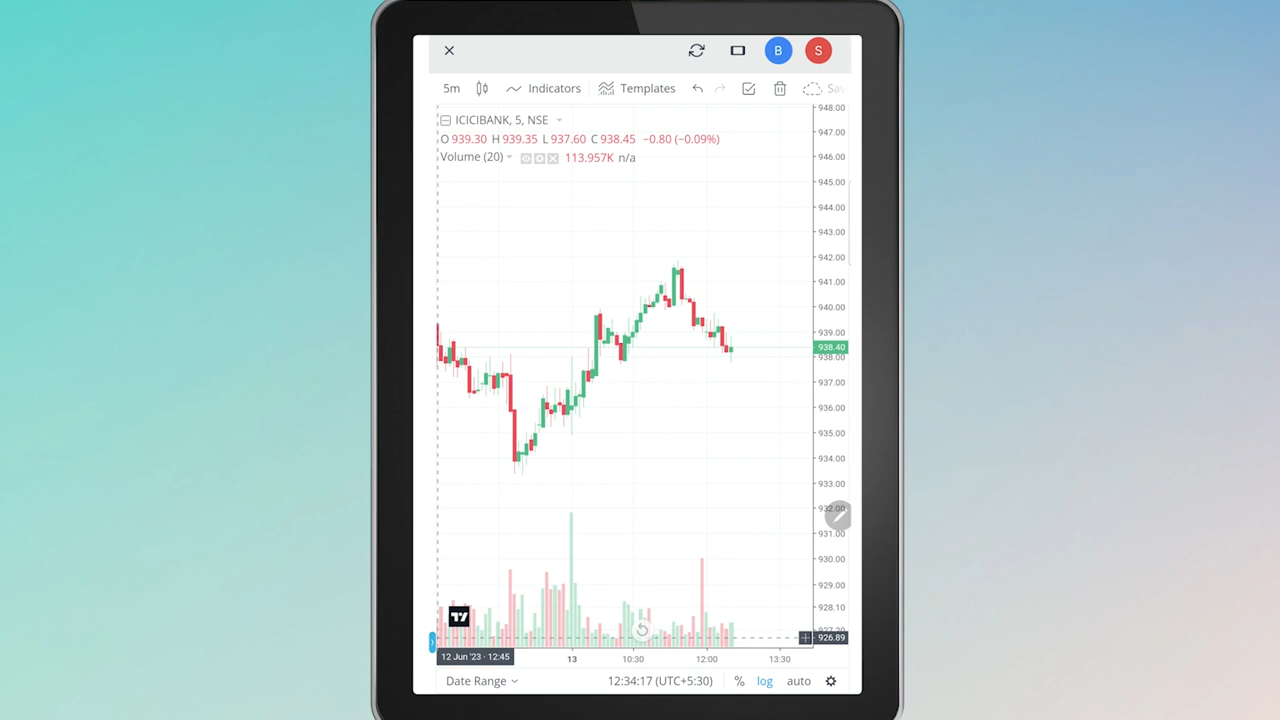 B S
5m Indicators Templates Sav
ICICIBANK, 5, NSE
O 939.30 H 939.35 L 937.60 C 938.45 −0.80 (−0.09%)
Volume (20) 113.957K n/a
948.00
947.00
946.00
945.00
944.00
943.00
942.00
941.00
940.00
939.00
938.40
938.00
937.00
936.00
935.00
934.00
933.00
932.00
931.00
930.00
929.00
928.10
926.89
12 Jun '23 - 12:45
13 10:30 12:00 13:30
Date Range 12:34:17 (UTC+5:30) % log auto